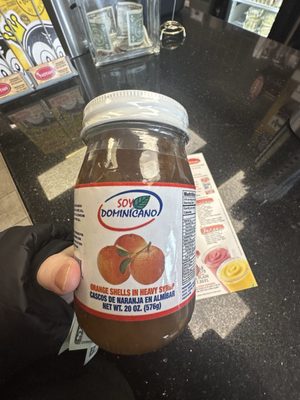 SOY
DOMINICANO
ORANGE SHELLS IN HEAVY SYRUP
CASCOS DE NARANJA EN ALMIBAR
NET WT. 20 OZ. (576g)